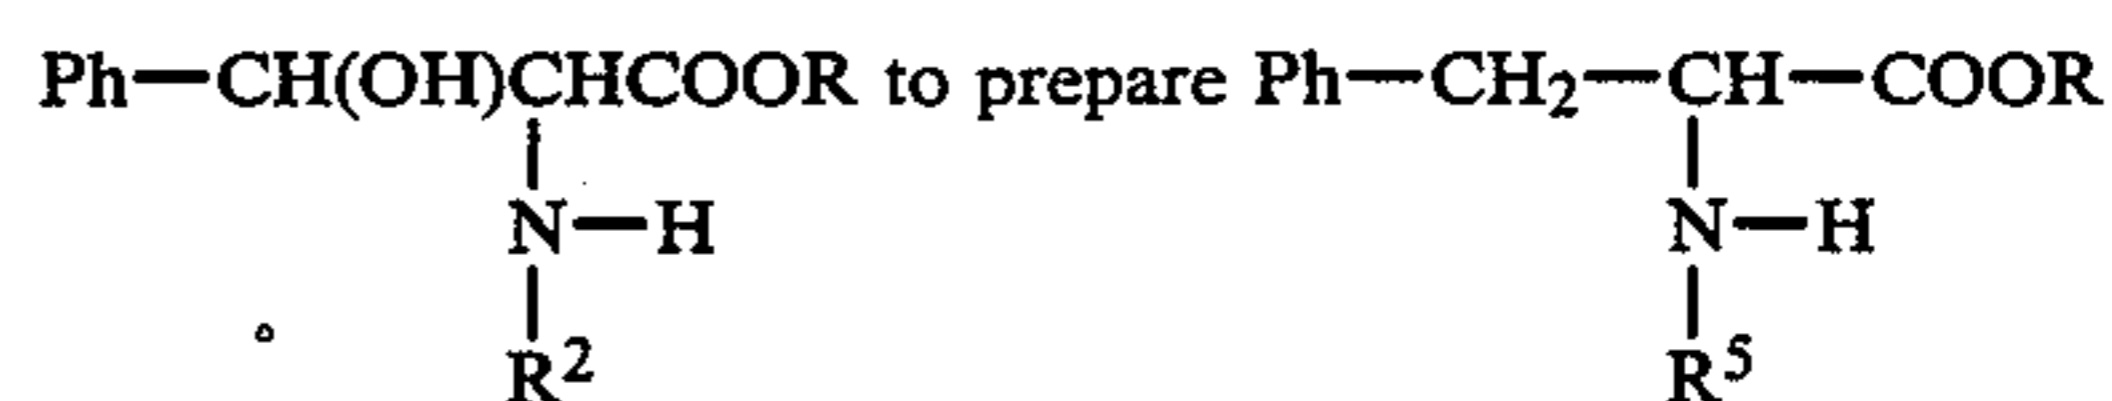 Ph—CH(OH)CHCOOR to prepare Ph—CH₂—CH—COOR
N—H N—H
R² R⁵